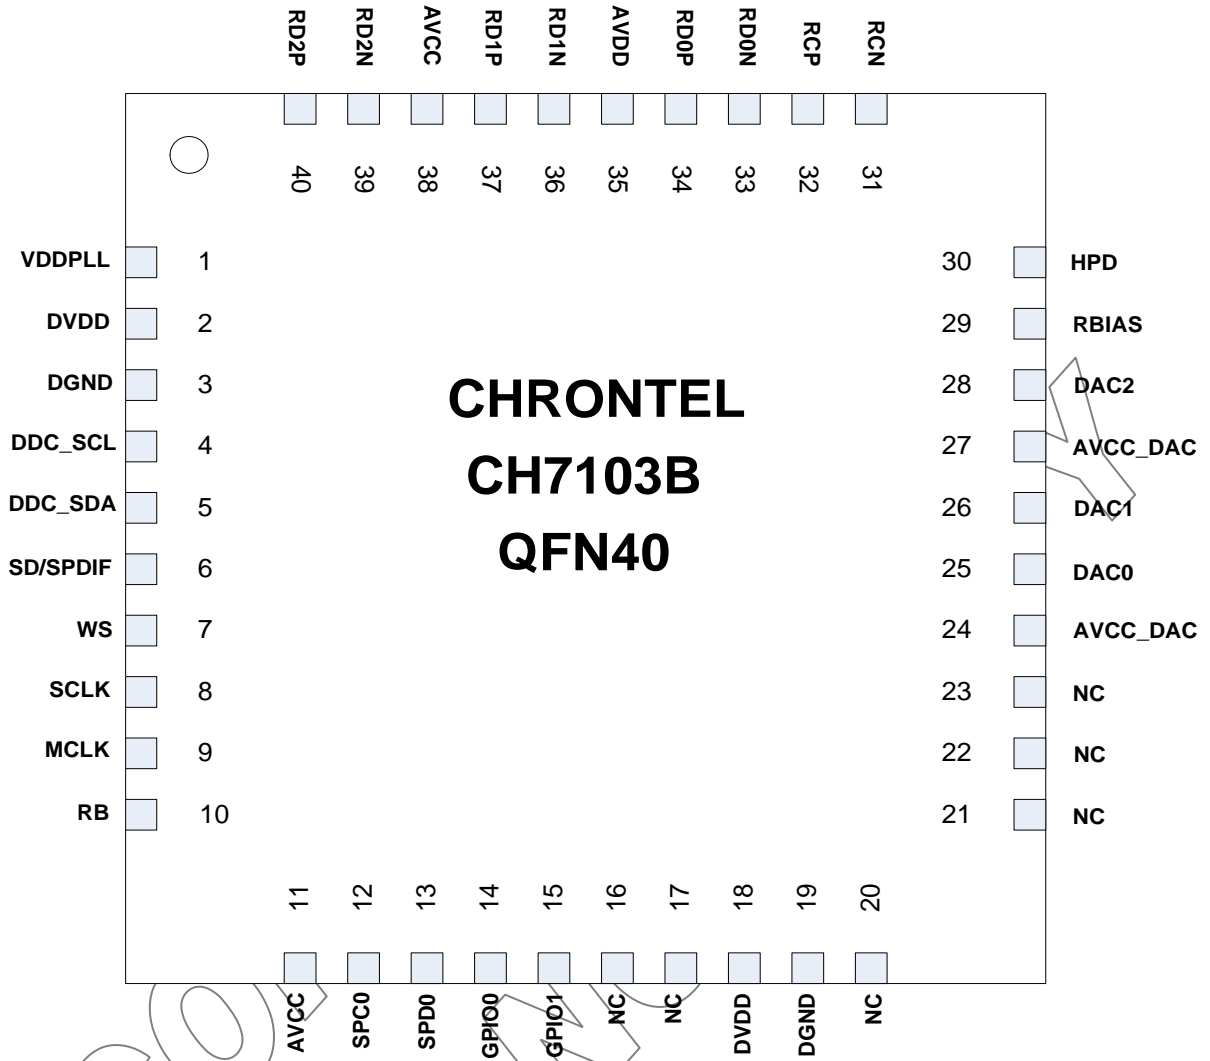 RD2P
RD2N
AVCC
RD1P
RD1N
AVDD
RD0P
RD0N
RCP
RCN
40
39
38
37
36
35
34
33
32
31
VDDPLL 1
DVDD 2
DGND 3
DDC_SCL 4
DDC_SDA 5
SD/SPDIF 6
WS 7
SCLK 8
MCLK 9
RB 10
CHRONTEL
CH7103B
QFN40
30 HPD
29 RBIAS
28 DAC2
27 AVCC_DAC
26 DAC1
25 DAC0
24 AVCC_DAC
23 NC
22 NC
21 NC
11
12
13
14
15
16
17
18
19
20
AVCC
SPC0
SPD0
GPIO0
GPIO1
NC
NC
DVDD
DGND
NC